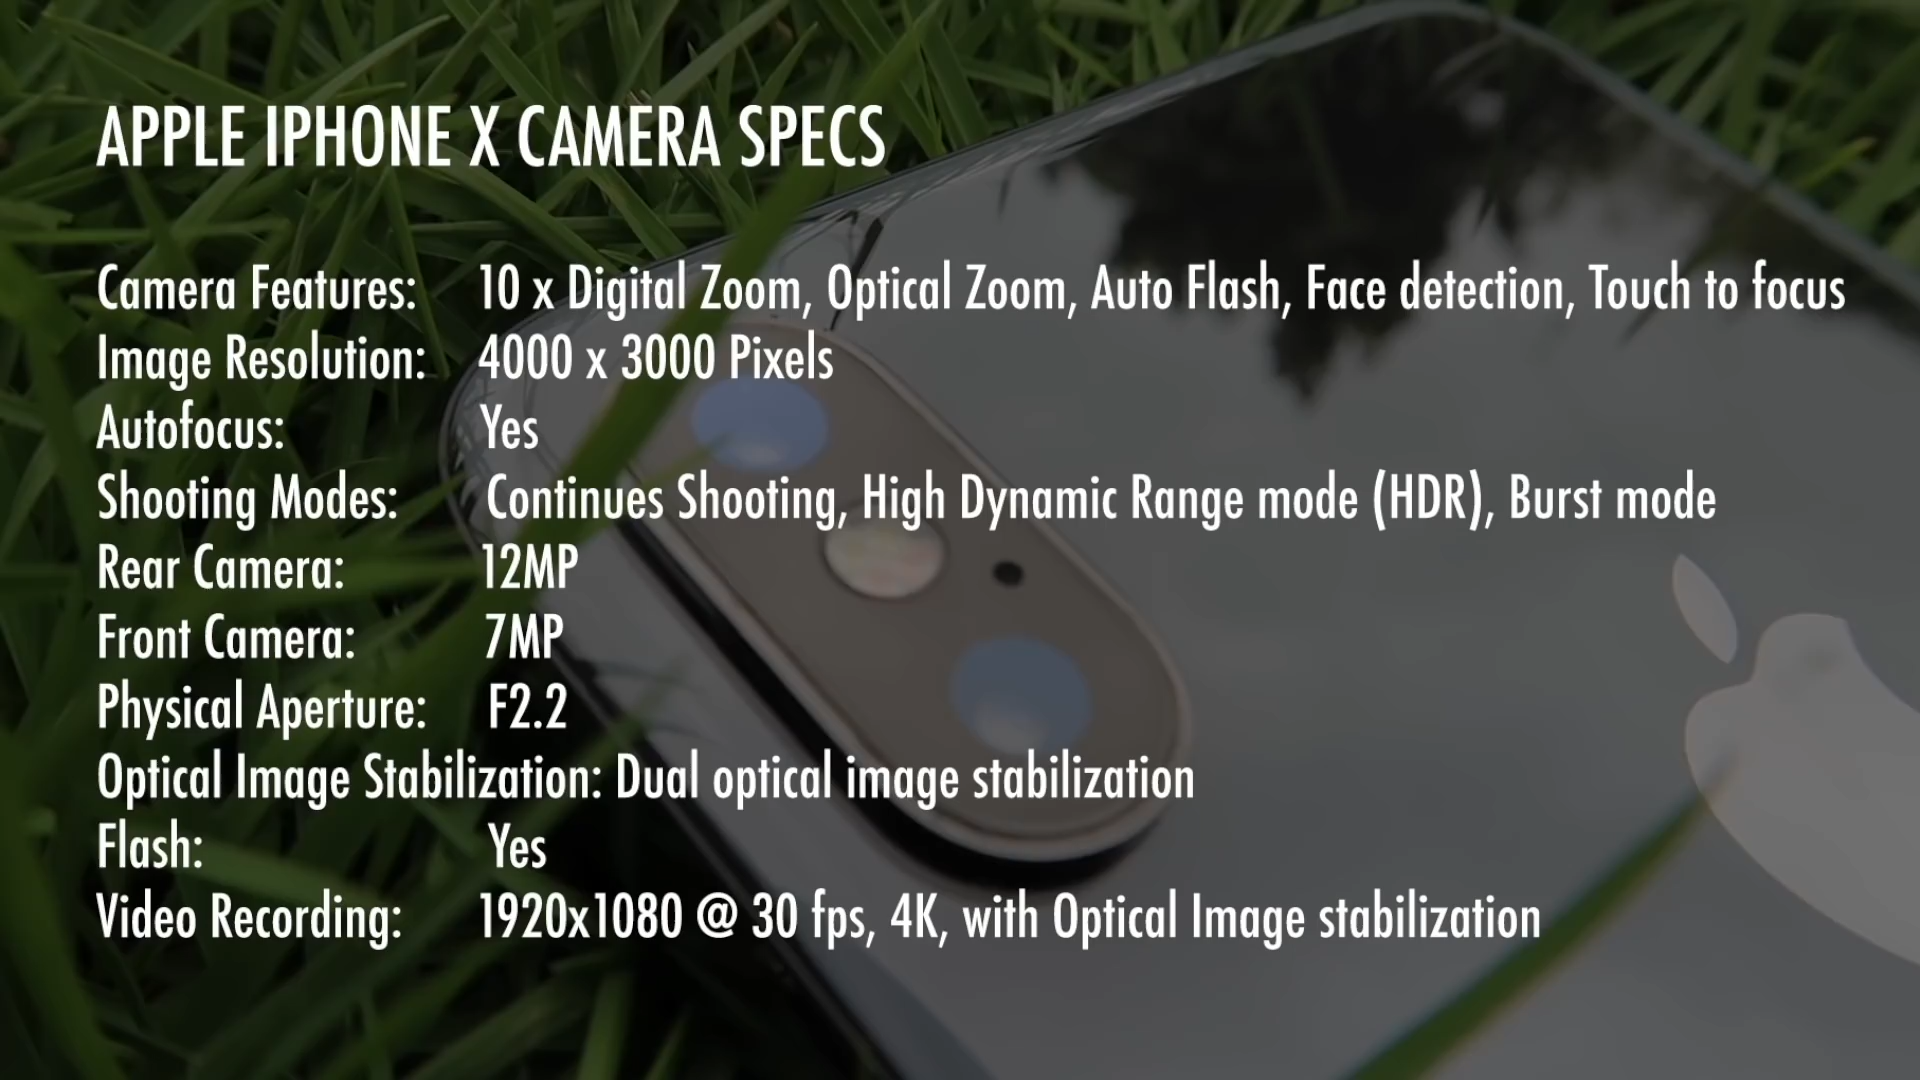 APPLE IPHONE X CAMERA SPECS
Camera Features: 10 x Digital Zoom, Optical Zoom, Auto Flash, Face detection, Touch to focus
Image Resolution: 4000 x 3000 Pixels
Autofocus: Yes
Shooting Modes: Continues Shooting, High Dynamic Range mode (HDR), Burst mode
Rear Camera: 12MP
Front Camera: 7MP
Physical Aperture: F2.2
Optical Image Stabilization: Dual optical image stabilization
Flash: Yes
Video Recording: 1920x1080 @ 30 fps, 4K, with Optical Image stabilization